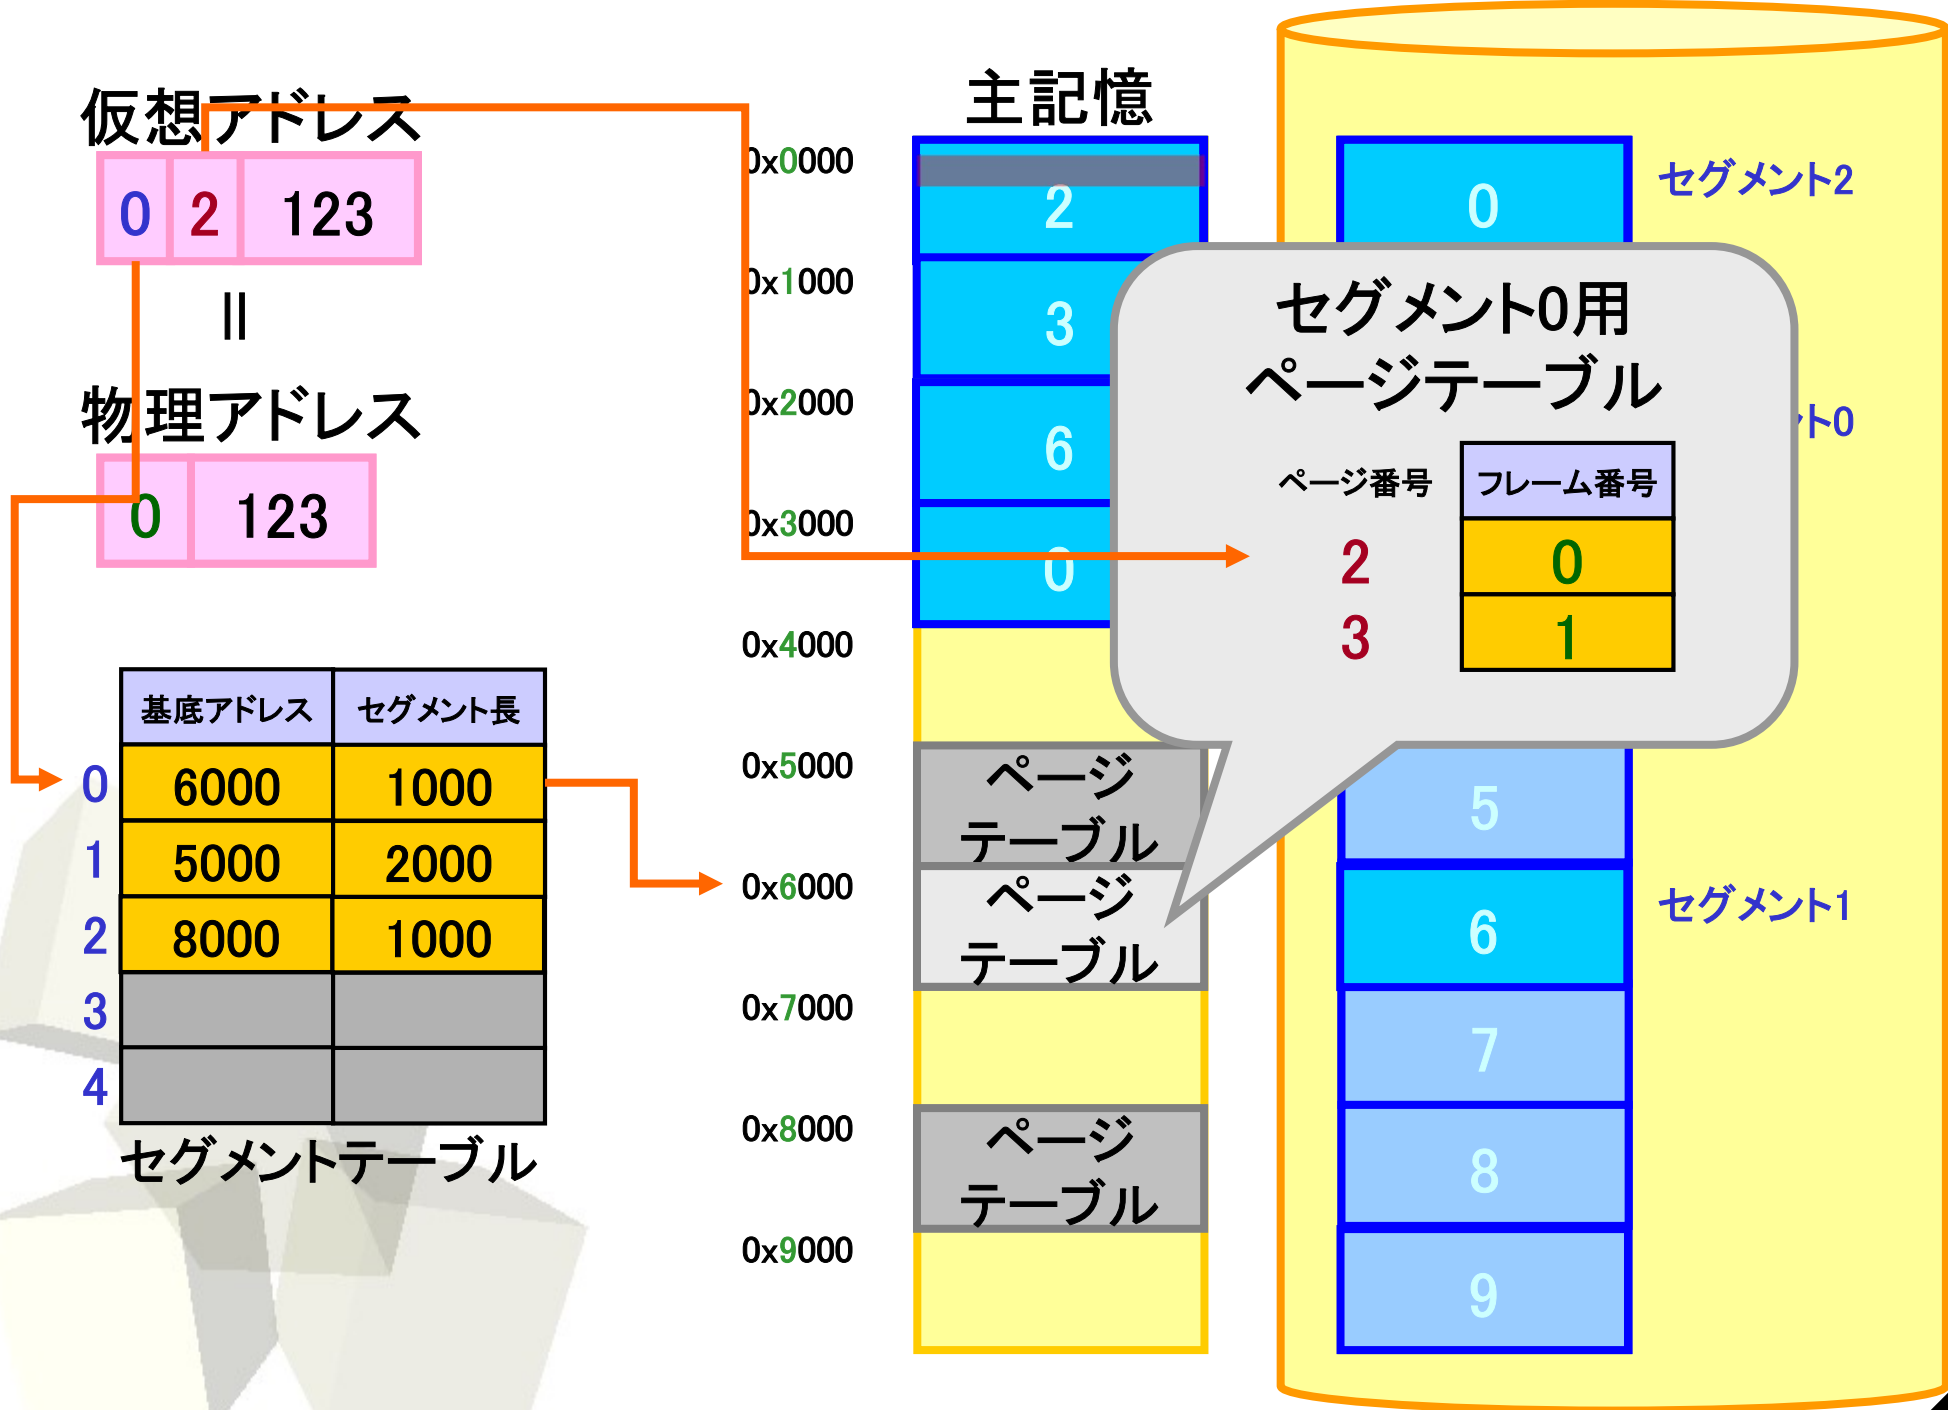 仮想アドレス
0 2 123
=
物理アドレス
0 123
基底アドレス セグメント長
0 6000 1000
1 5000 2000
2 8000 1000
3
4
セグメントテーブル
主記憶
0x0000
2
0x1000
3
0x2000
6
0x3000
0
0x4000
0x5000
ページ
テーブル
0x6000
ページ
テーブル
0x7000
0x8000
ページ
テーブル
0x9000
セグメント0用
ページテーブル
ページ番号 フレーム番号
2 0
3 1
0
セグメント2
ト0
5
6
セグメント1
7
8
9